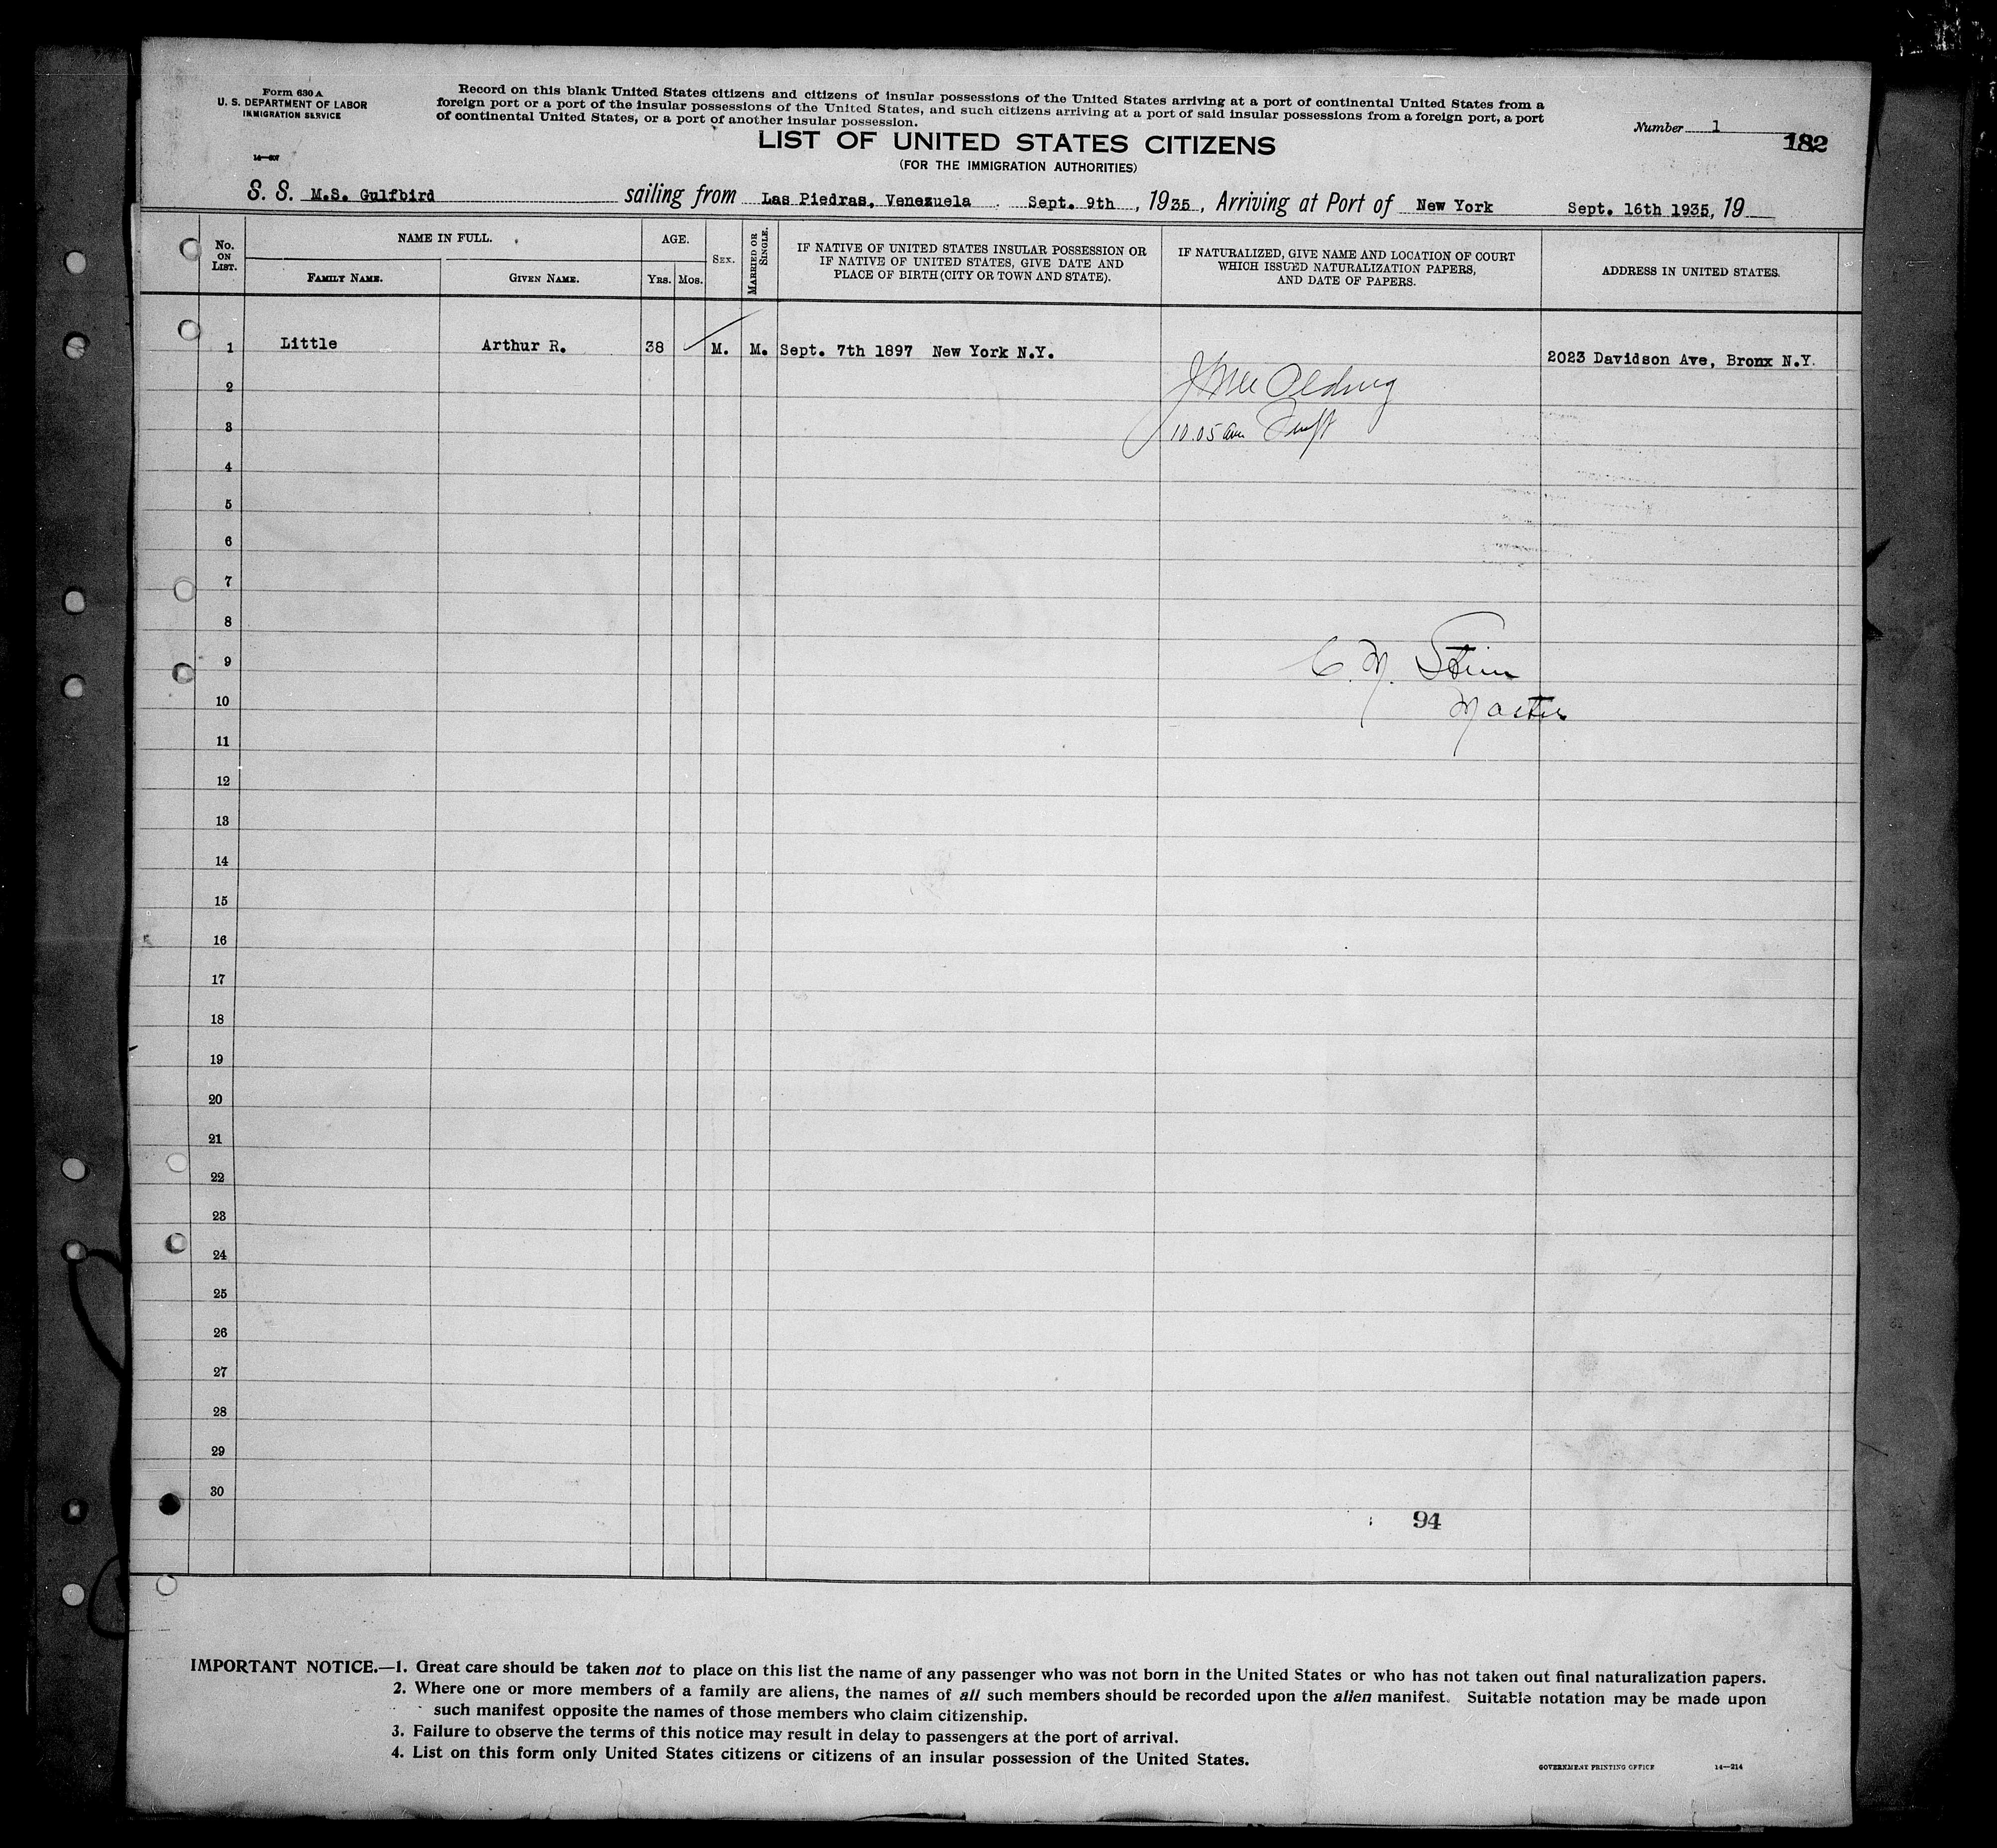 Form 630 A
U. S. DEPARTMENT OF LABOR
IMMIGRATION SERVICE
Record on this blank United States citizens and citizens of insular possessions of the United States arriving at a port of continental United States from a
foreign port or a port of the insular possessions of the United States, and such citizens arriving at a port of said insular possessions from a foreign port, a port
of continental United States, or a port of another insular possession.
Number 1
182
LIST OF UNITED STATES CITIZENS
(FOR THE IMMIGRATION AUTHORITIES)
S. S. M.S. Gulfbird sailing from Las Piedras, Venezuela Sept. 9th, 1935, Arriving at Port of New York Sept. 16th 1935, 19
No. ON LIST.
NAME IN FULL.
FAMILY NAME.
GIVEN NAME.
AGE.
YRS. MOS.
SEX.
MARRIED OR SINGLE.
IF NATIVE OF UNITED STATES INSULAR POSSESSION OR
IF NATIVE OF UNITED STATES, GIVE DATE AND
PLACE OF BIRTH (CITY OR TOWN AND STATE).
IF NATURALIZED, GIVE NAME AND LOCATION OF COURT
WHICH ISSUED NATURALIZATION PAPERS,
AND DATE OF PAPERS.
ADDRESS IN UNITED STATES.
1 Little Arthur R. 38 M. M. Sept. 7th 1897 New York N.Y. 2023 Davidson Ave, Bronx N.Y.
2
3 10.05 am
4
5
6
7
8
9 C. M.
10 Master
11
12
13
14
15
16
17
18
19
20
21
22
23
24
25
26
27
28
29
30
94
IMPORTANT NOTICE.—1. Great care should be taken not to place on this list the name of any passenger who was not born in the United States or who has not taken out final naturalization papers.
2. Where one or more members of a family are aliens, the names of all such members should be recorded upon the alien manifest. Suitable notation may be made upon
such manifest opposite the names of those members who claim citizenship.
3. Failure to observe the terms of this notice may result in delay to passengers at the port of arrival.
4. List on this form only United States citizens or citizens of an insular possession of the United States.
GOVERNMENT PRINTING OFFICE 14—214